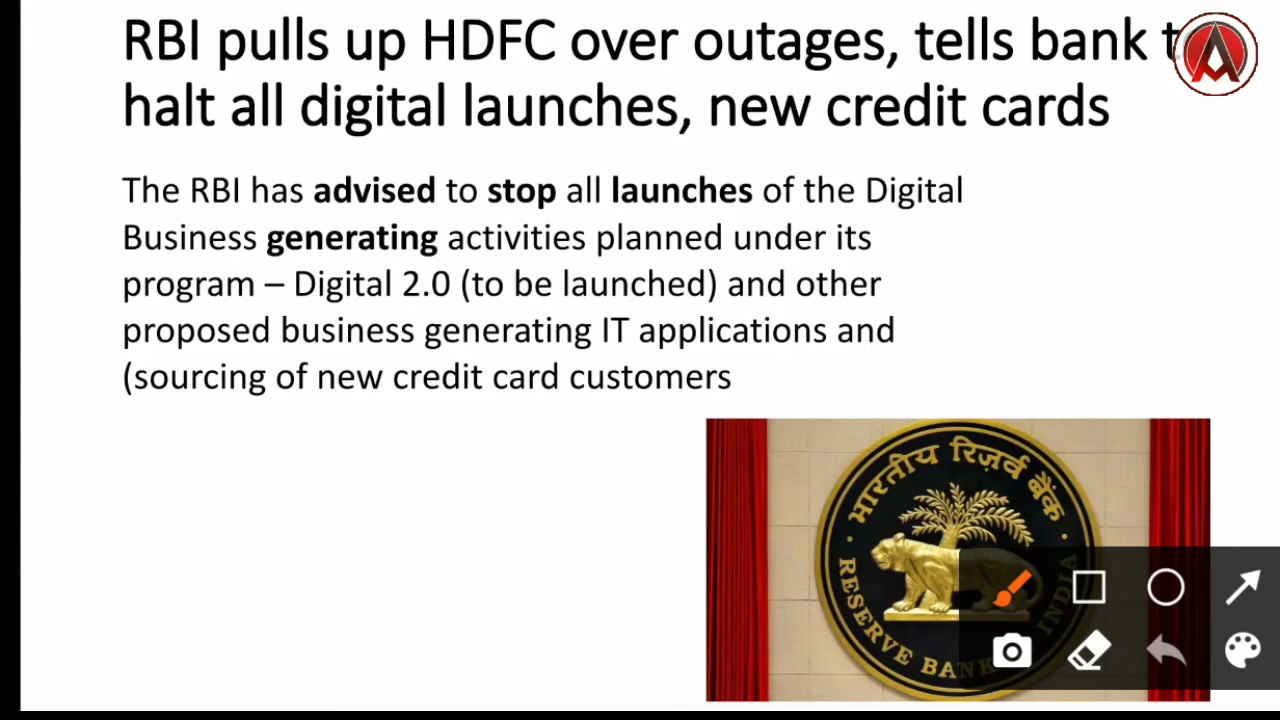 RBI pulls up HDFC over outages, tells bank t
halt all digital launches, new credit cards
The RBI has advised to stop all launches of the Digital
Business generating activities planned under its
program – Digital 2.0 (to be launched) and other
proposed business generating IT applications and
(sourcing of new credit card customers
भारतीय रिज़र्व बैंक
RESERVE BANK INDIA